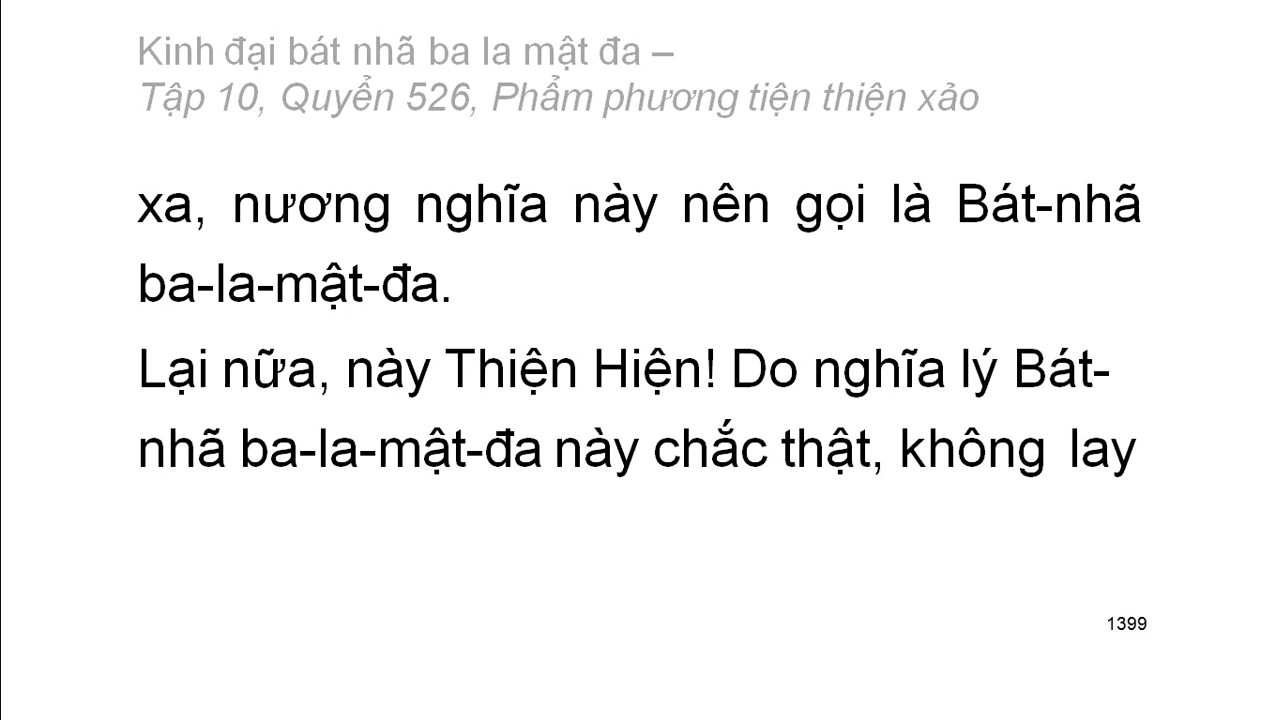 Kinh đại bát nhã ba la mật đa –
Tập 10, Quyển 526, Phẩm phương tiện thiện xảo
xa, nương nghĩa này nên gọi là Bát-nhã
ba-la-mật-đa.
Lại nữa, này Thiện Hiện! Do nghĩa lý Bát-
nhã ba-la-mật-đa này chắc thật, không lay
1399